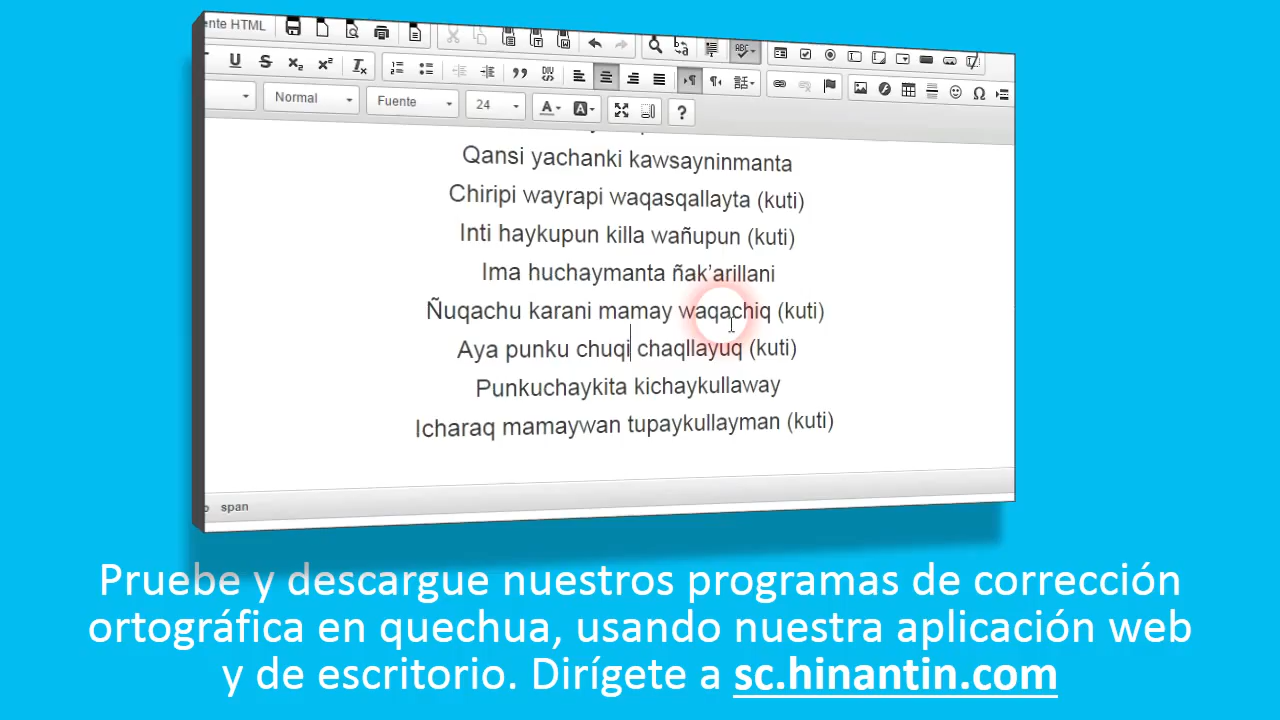 ente HTML
Normal Fuente 24
Qansi yachanki kawsayninmanta
Chiripi wayrapi waqasqallayta (kuti)
Inti haykupun killa wañupun (kuti)
Ima huchaymanta ñak’arillani
Ñuqachu karani mamay waqachiq (kuti)
Aya punku chuqi chaqllayuq (kuti)
Punkuchaykita kichaykullaway
Icharaq mamaywan tupaykullayman (kuti)
span
Pruebe y descargue nuestros programas de corrección
ortográfica en quechua, usando nuestra aplicación web
y de escritorio. Dirígete a sc.hinantin.com